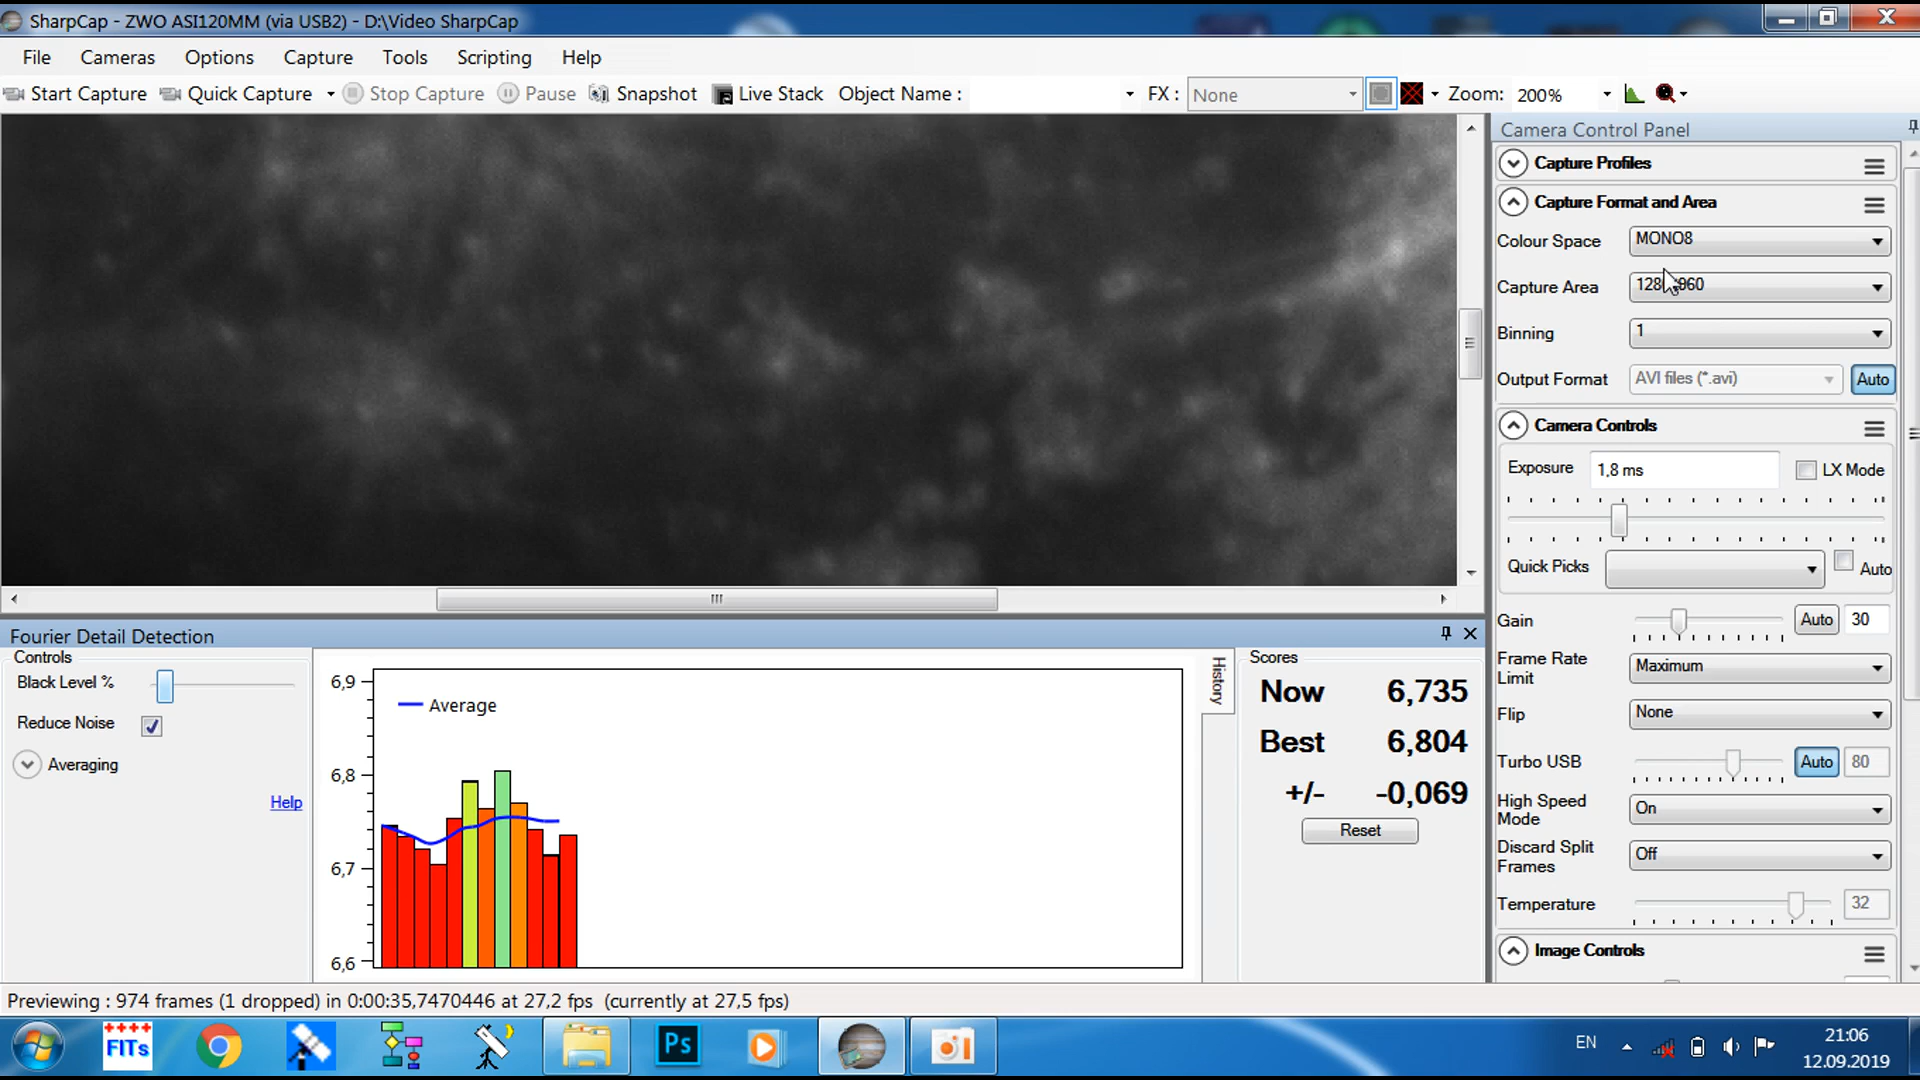 SharpCap - ZWO ASI120MM (via USB2) - D:\Video SharpCap
File Cameras Options Capture Tools Scripting Help
Start Capture Quick Capture Stop Capture Pause Snapshot Live Stack Object Name : FX : None Zoom: 200%
Camera Control Panel
Capture Profiles
Capture Format and Area
Colour Space MONO8
Capture Area 960
Binning 1
Output Format AVI files (*.avi) Auto
Camera Controls
Exposure 1,8 ms LX Mode
Quick Picks Auto
Gain Auto 30
Frame Rate
Limit
Maximum
Flip None
Turbo USB Auto 80
High Speed
Mode
On
Discard Split
Frames
Off
Temperature 32
Image Controls
Fourier Detail Detection
Controls
Black Level %
Reduce Noise
Averaging
Help
6,9
6,8
6,7
6,6
Average
History
Scores
Now 6,735
Best 6,804
+/- -0,069
Reset
Previewing : 974 frames (1 dropped) in 0:00:35,7470446 at 27,2 fps (currently at 27,5 fps)
FITs
Ps
EN
21:06
12.09.2019